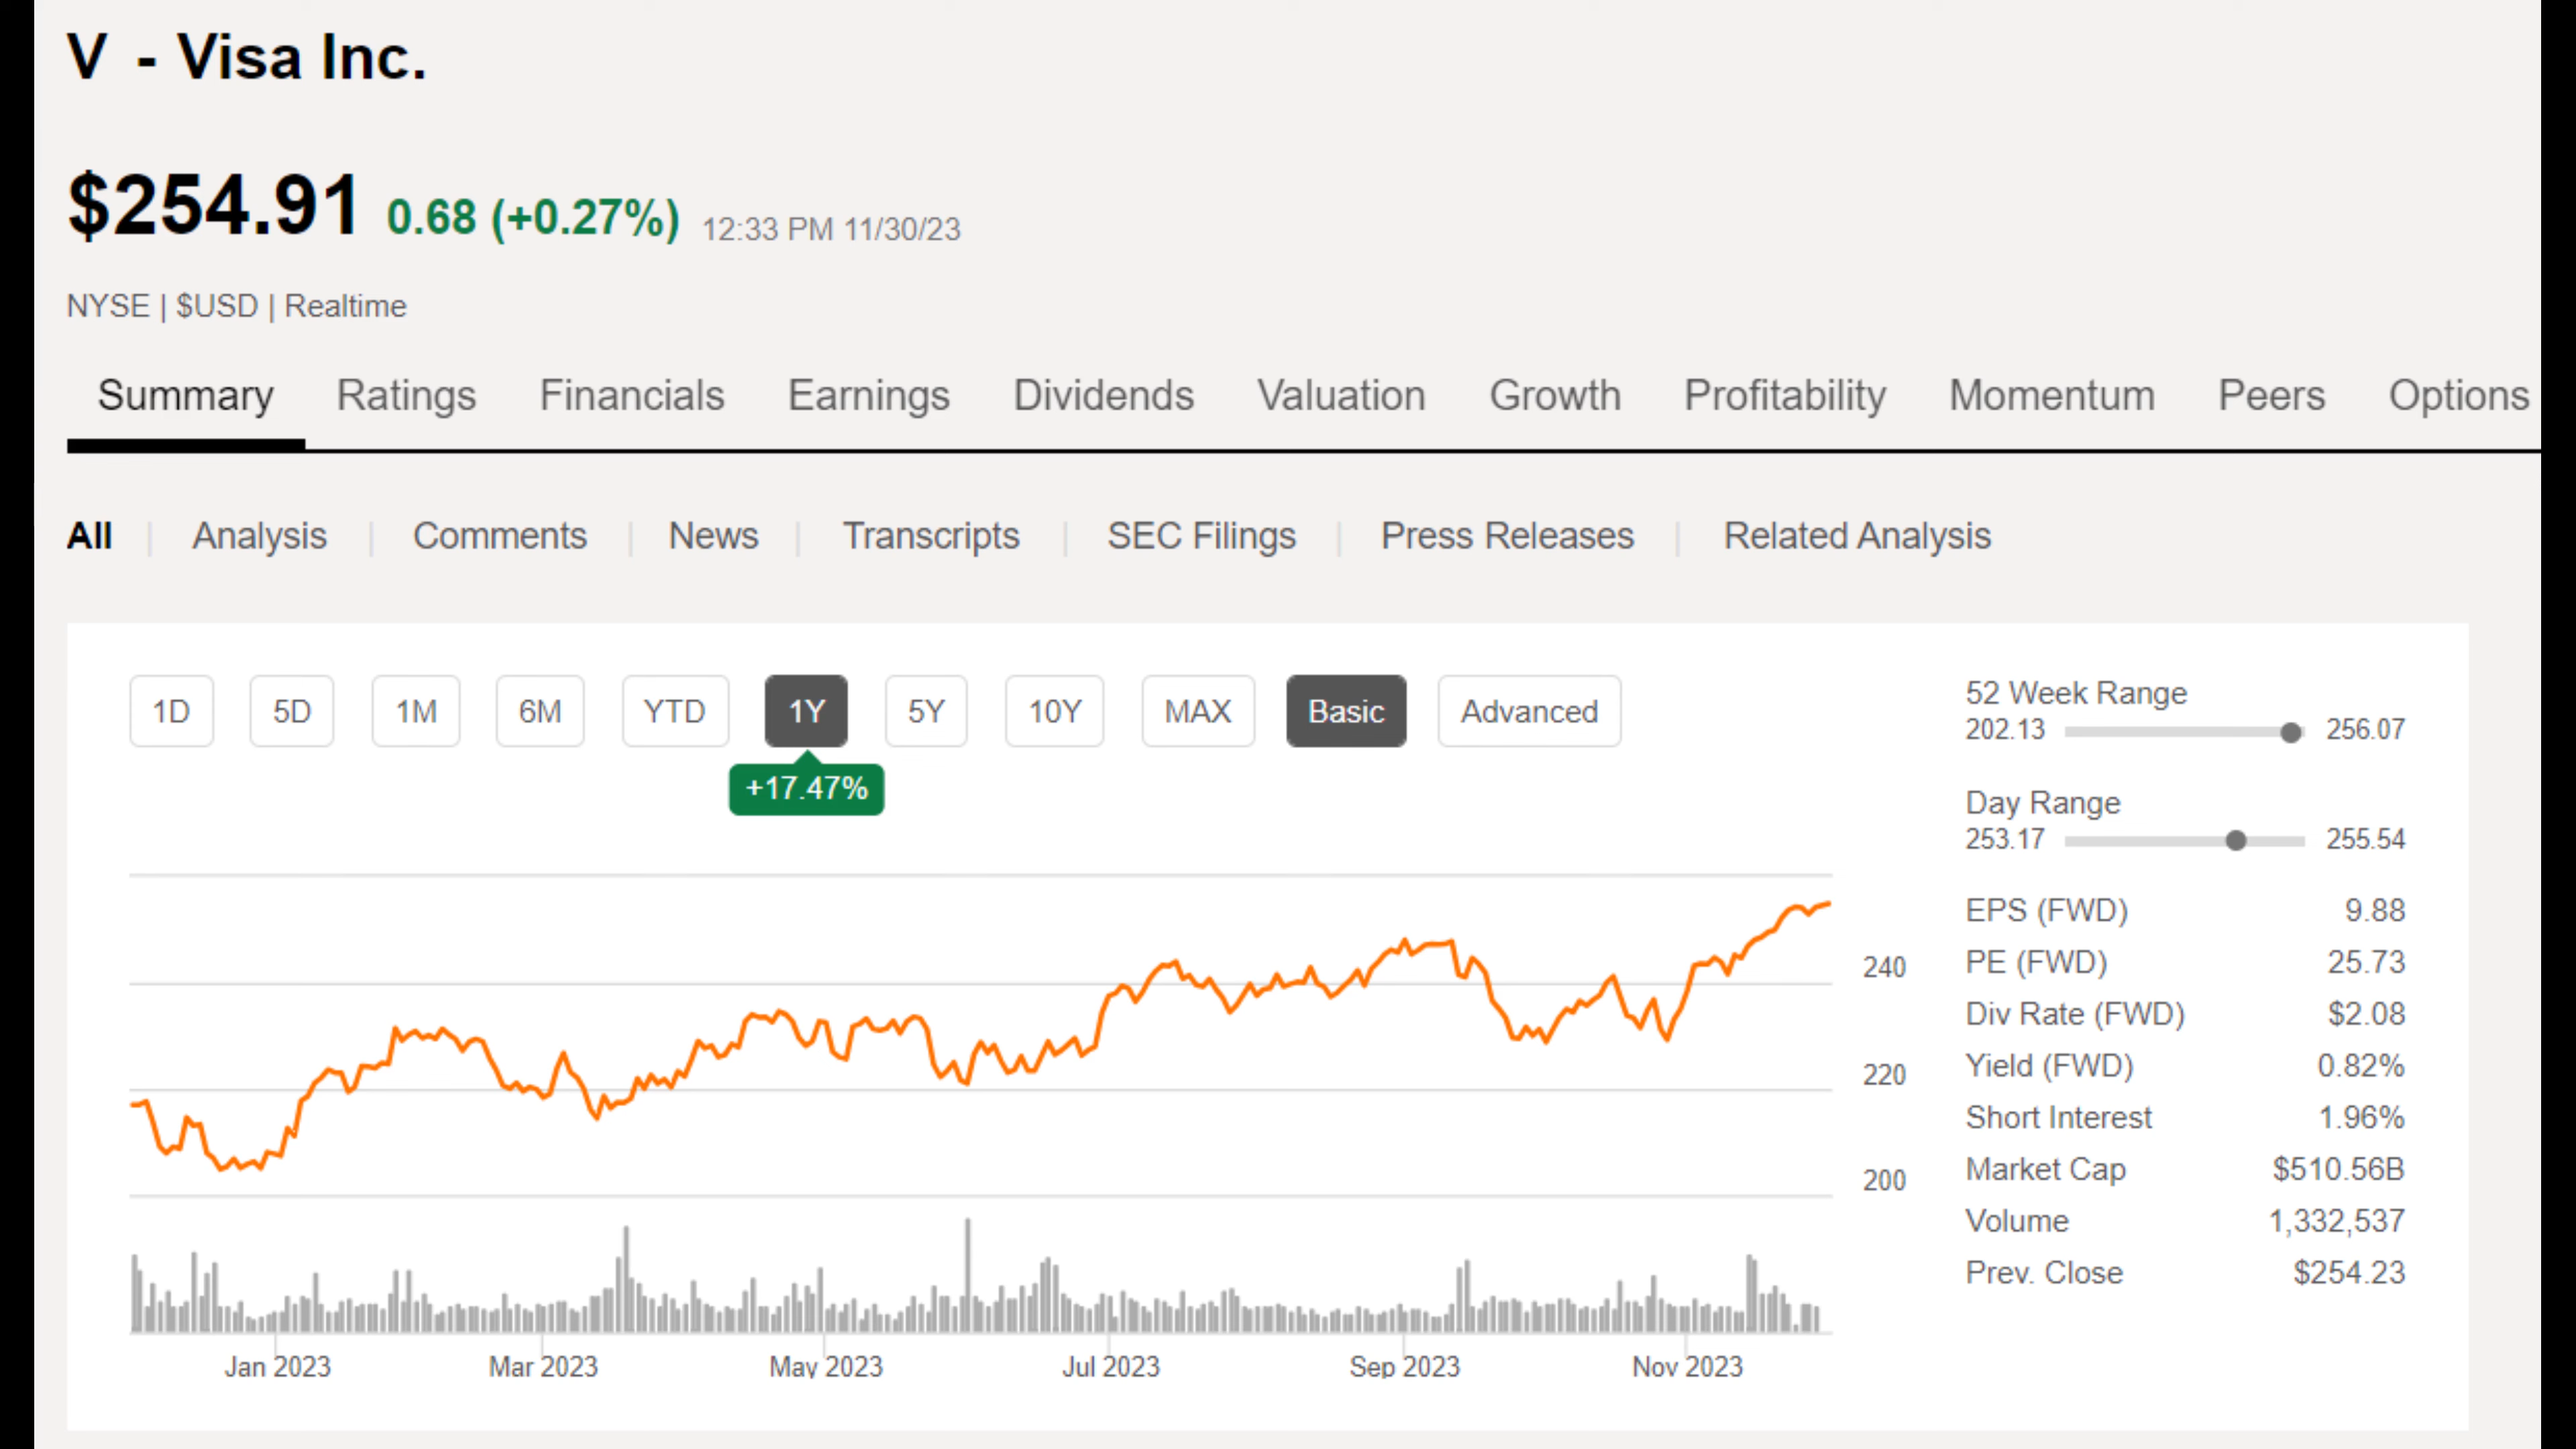 V - Visa Inc.
$254.91 0.68 (+0.27%) 12:33 PM 11/30/23
NYSE | $USD | Realtime
Summary Ratings Financials Earnings Dividends Valuation Growth Profitability Momentum Peers Options
All | Analysis | Comments | News | Transcripts | SEC Filings | Press Releases | Related Analysis
1D 5D 1M 6M YTD 1Y 5Y 10Y MAX Basic Advanced
+17.47%
240
220
200
Jan 2023 Mar 2023 May 2023 Jul 2023 Sep 2023 Nov 2023
52 Week Range
202.13 256.07
Day Range
253.17 255.54
EPS (FWD) 9.88
PE (FWD) 25.73
Div Rate (FWD) $2.08
Yield (FWD) 0.82%
Short Interest 1.96%
Market Cap $510.56B
Volume 1,332,537
Prev. Close $254.23